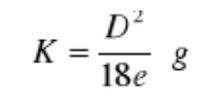 K = D² / 18e g